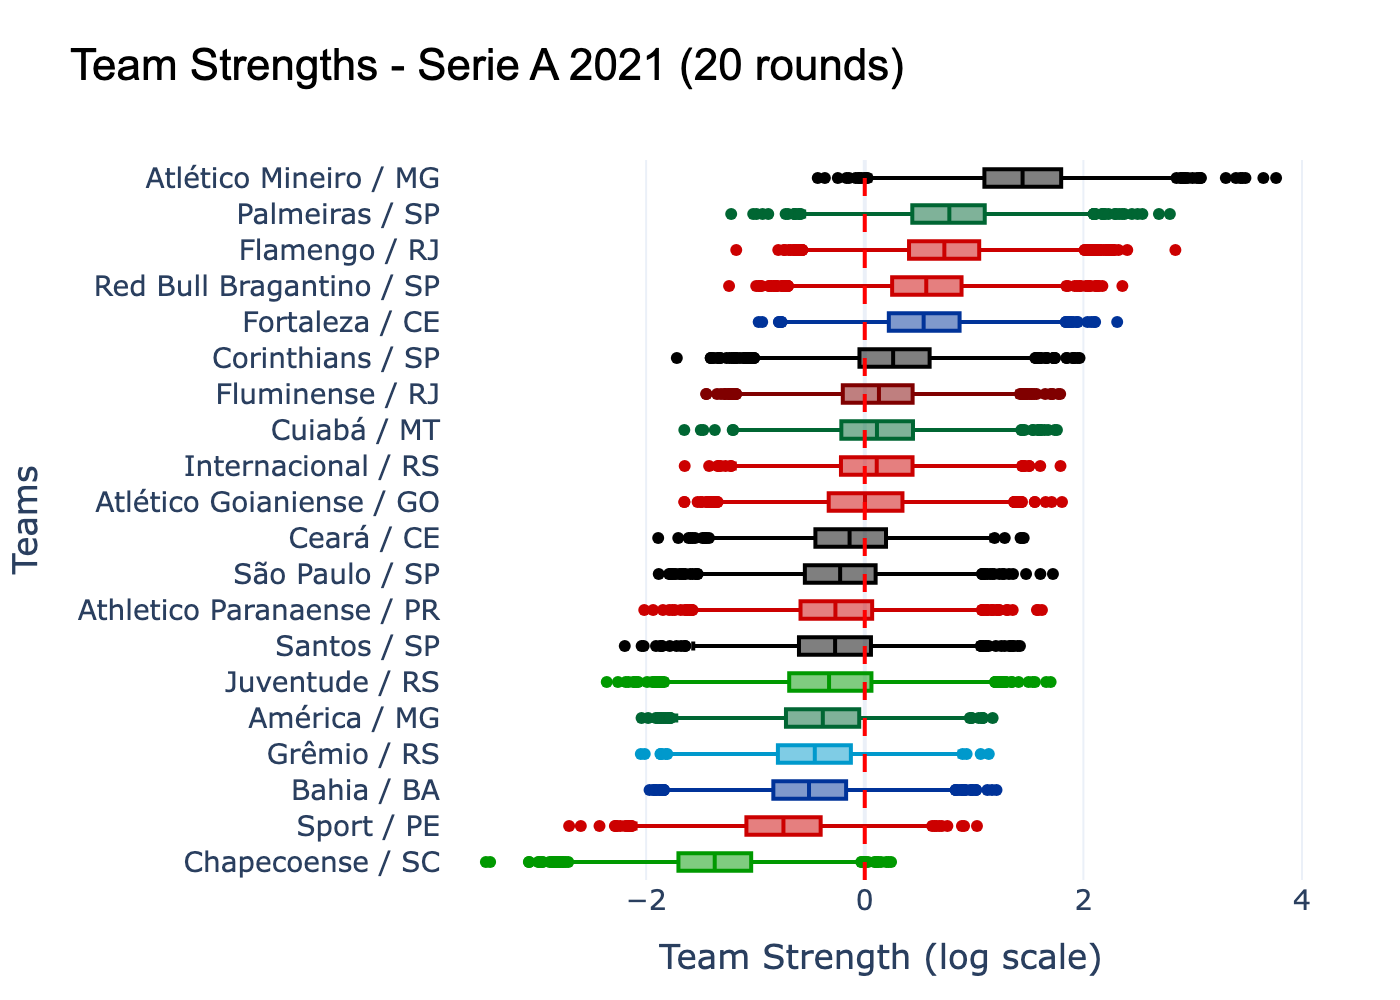 Team Strengths - Serie A 2021 (20 rounds)
Atlético Mineiro / MG
Palmeiras / SP
Flamengo / RJ
Red Bull Bragantino / SP
Fortaleza / CE
Corinthians / SP
Fluminense / RJ
Cuiabá / MT
Internacional / RS
Atlético Goianiense / GO
Ceará / CE
São Paulo / SP
Athletico Paranaense / PR
Santos / SP
Juventude / RS
América / MG
Grêmio / RS
Bahia / BA
Sport / PE
Chapecoense / SC
Teams
−2 0 2 4
Team Strength (log scale)